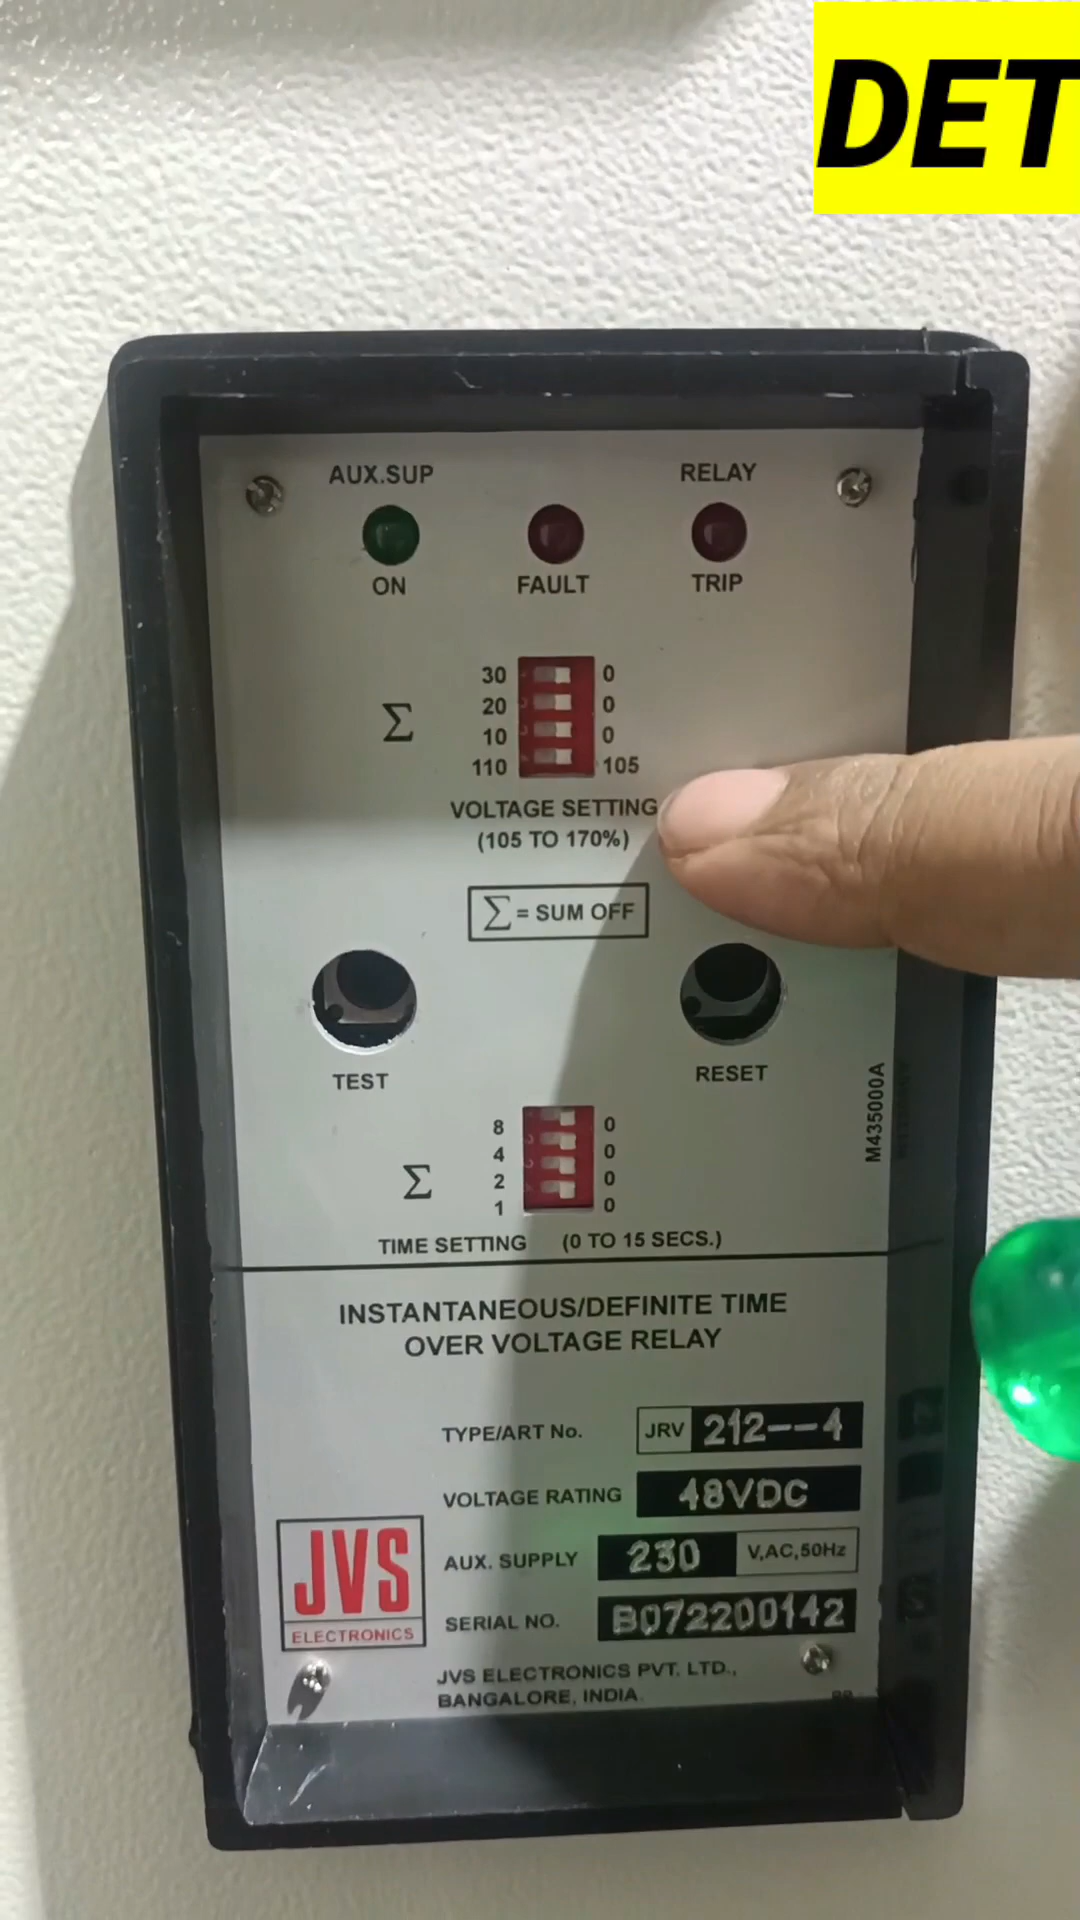 DET
AUX.SUP RELAY
ON FAULT TRIP
30 0
20 0
Σ
10 0
110 105
VOLTAGE SETTING
(105 TO 170%)
Σ = SUM OFF
TEST RESET
M435000A
8 0
4 0
Σ 2 0
1 0
TIME SETTING (0 TO 15 SECS.)
INSTANTANEOUS/DEFINITE TIME
OVER VOLTAGE RELAY
TYPE/ART No. JRV 212--4
VOLTAGE RATING 48VDC
AUX. SUPPLY 230 V,AC,50Hz
SERIAL NO. B072200142
JVS
ELECTRONICS
JVS ELECTRONICS PVT. LTD.,
BANGALORE, INDIA.